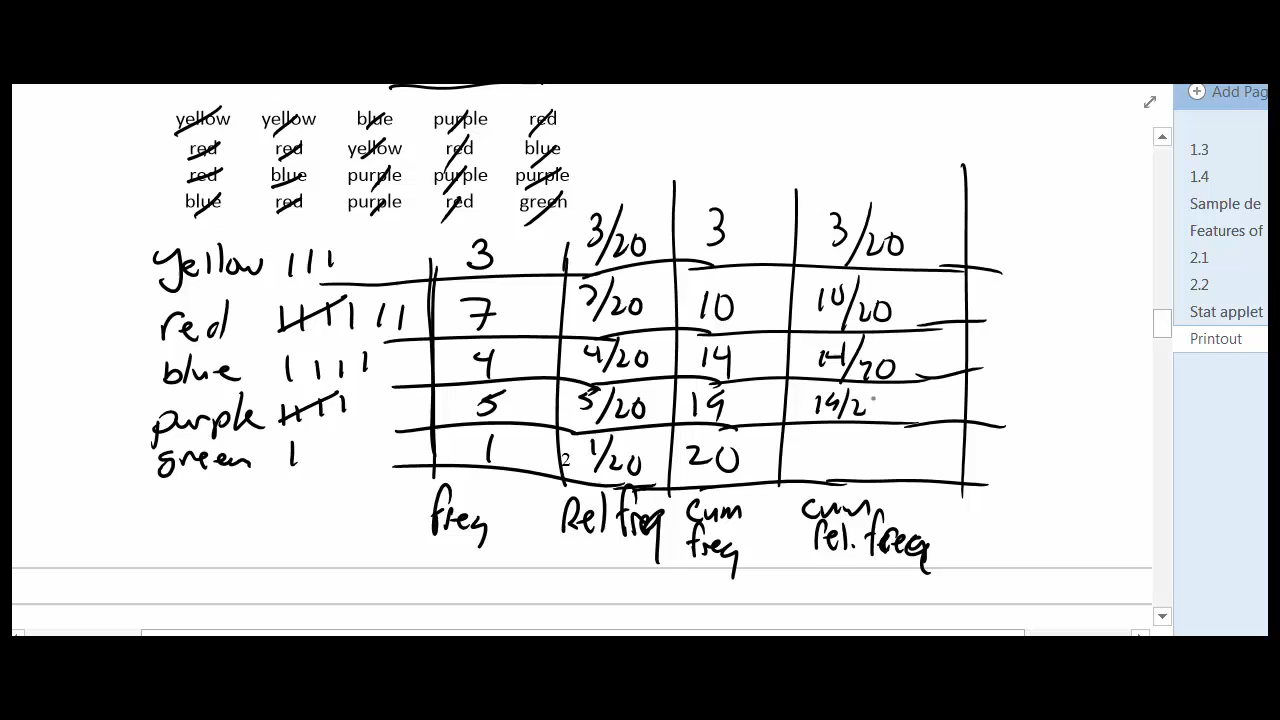 Add Pag
yellow yellow blue purple red
red red yellow red blue
red blue purple purple purple
blue red purple red green
1.3
1.4
Sample de
Features of
2.1
2.2
Stat applet
Printout
yellow 3 3/20 3 3/20
red 7 7/20 10 10/20
blue 4 4/20 14 14/20
purple 5 5/20 19 19/2
green 1 2 1/20 20
freq Rel freq cum freq cum rel. freq